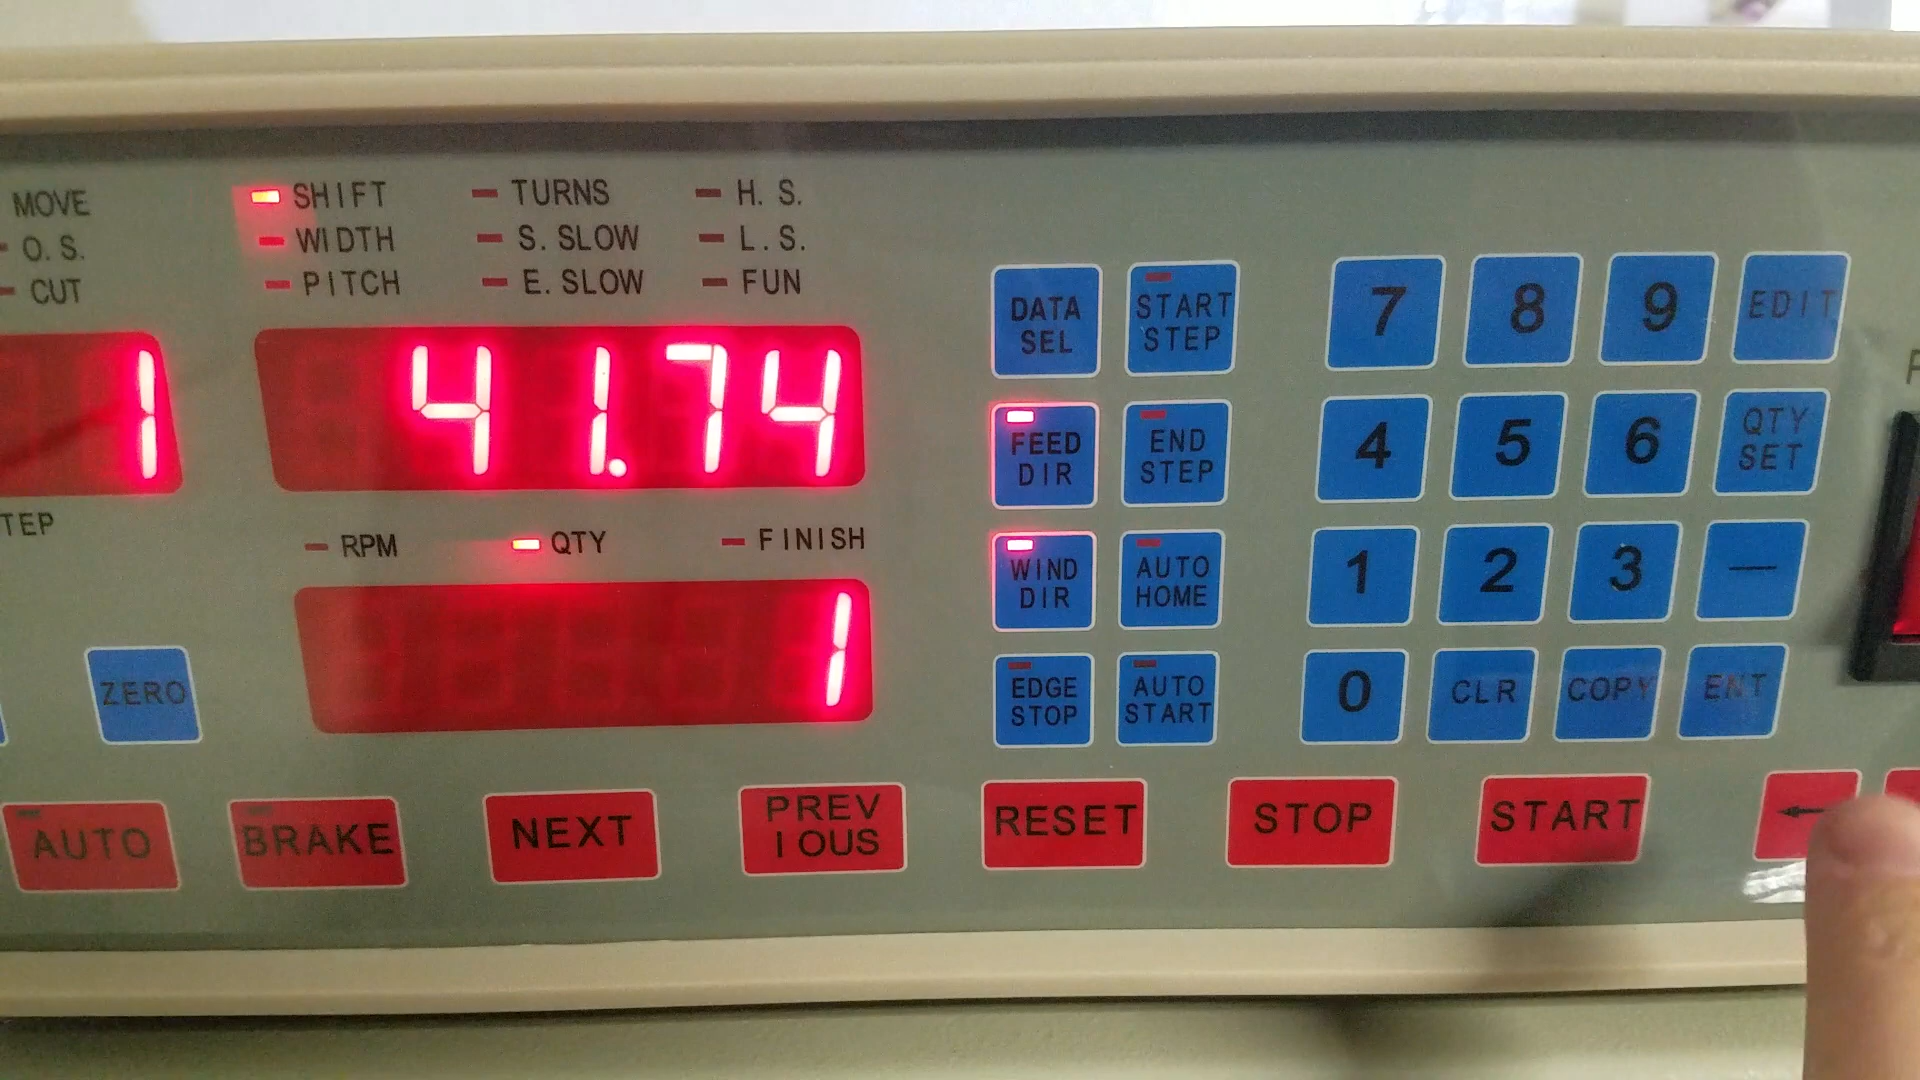 MOVE
O. S.
CUT
SHIFT
WIDTH
PITCH
TURNS
S. SLOW
E. SLOW
H. S.
L. S.
FUN
1
41.74
TEP
RPM
QTY
FINISH
1
ZERO
DATA
SEL
START
STEP
FEED
DIR
END
STEP
WIND
DIR
AUTO
HOME
EDGE
STOP
AUTO
START
7
8
9
EDIT
4
5
6
QTY
SET
1
2
3
—
0
CLR
COPY
ENT
AUTO
BRAKE
NEXT
PREV
IOUS
RESET
STOP
START
←